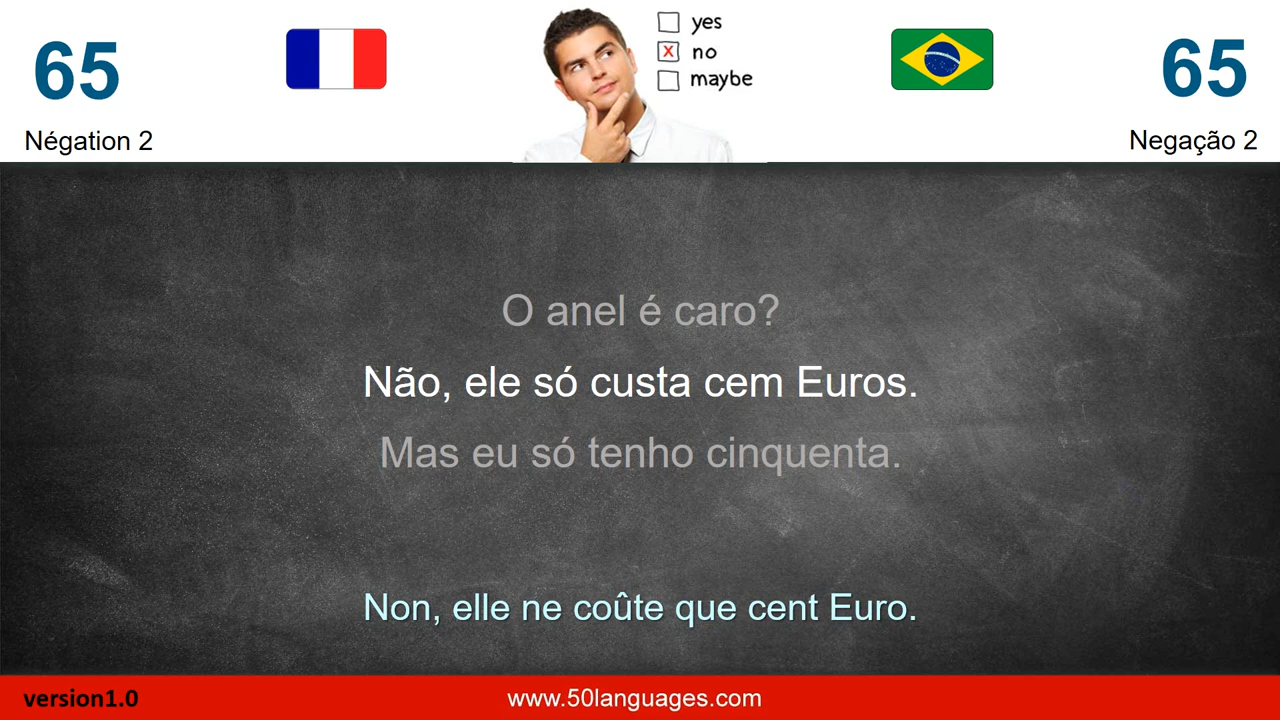 65
yes
no
maybe
65
Négation 2
Negação 2
O anel é caro?
Não, ele só custa cem Euros.
Mas eu só tenho cinquenta.
Non, elle ne coûte que cent Euro.
version1.0
www.50languages.com